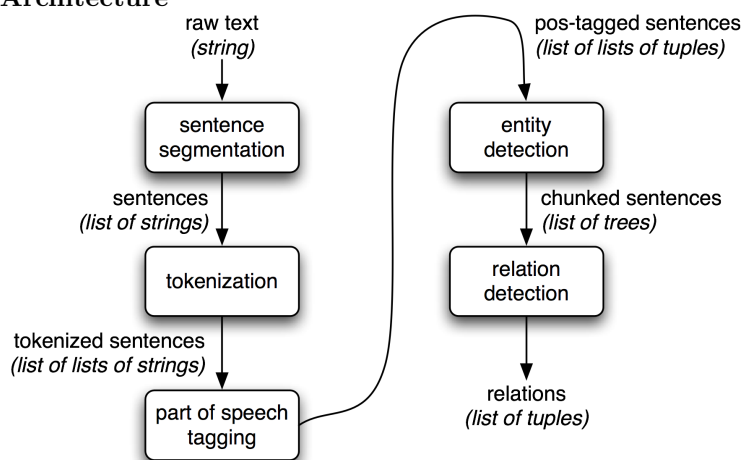 Architecture
raw text
(string)
sentence
segmentation
sentences
(list of strings)
tokenization
tokenized sentences
(list of lists of strings)
part of speech
tagging
pos-tagged sentences
(list of lists of tuples)
entity
detection
chunked sentences
(list of trees)
relation
detection
relations
(list of tuples)